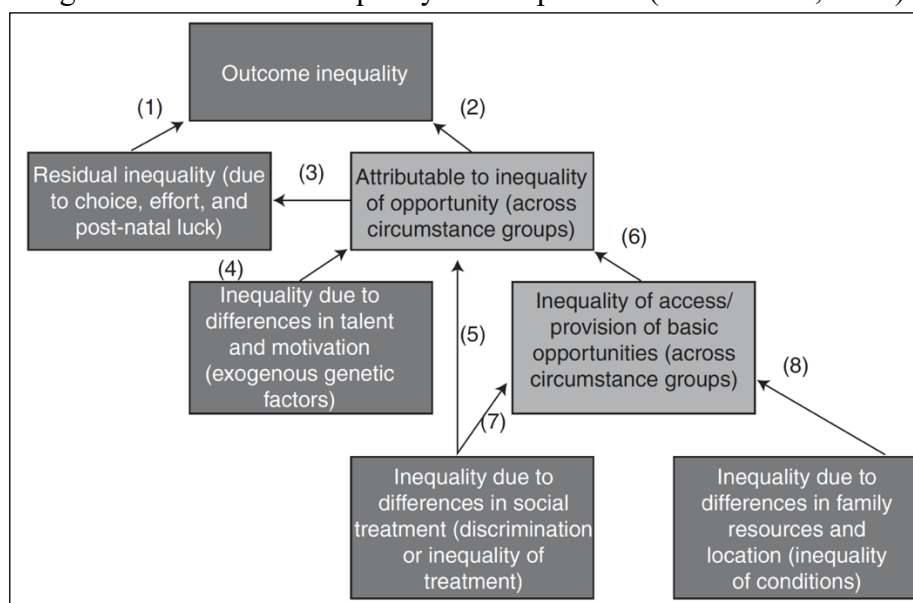 Outcome inequality
(1)
(2)
Residual inequality (due
to choice, effort, and
post-natal luck)
(3)
Attributable to inequality
of opportunity (across
circumstance groups)
(4)
(6)
Inequality due to
differences in talent
and motivation
(exogenous genetic
factors)
(5)
Inequality of access/
provision of basic
opportunities (across
circumstance groups)
(8)
(7)
Inequality due to
differences in social
treatment (discrimination
or inequality of
treatment)
Inequality due to
differences in family
resources and
location (inequality
of conditions)